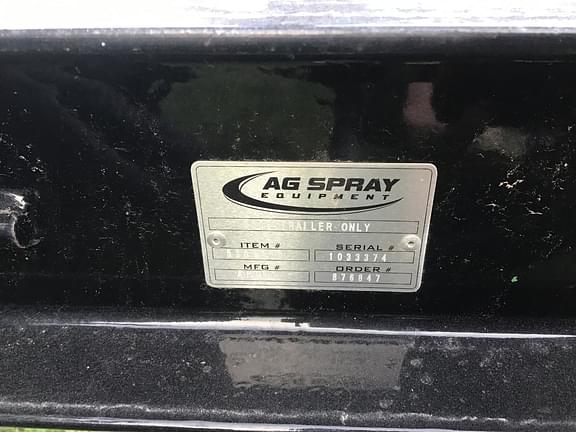 AG SPRAY
EQUIPMENT
TRAILER ONLY
ITEM # SERIAL #
1033374
MFG # ORDER #
876847